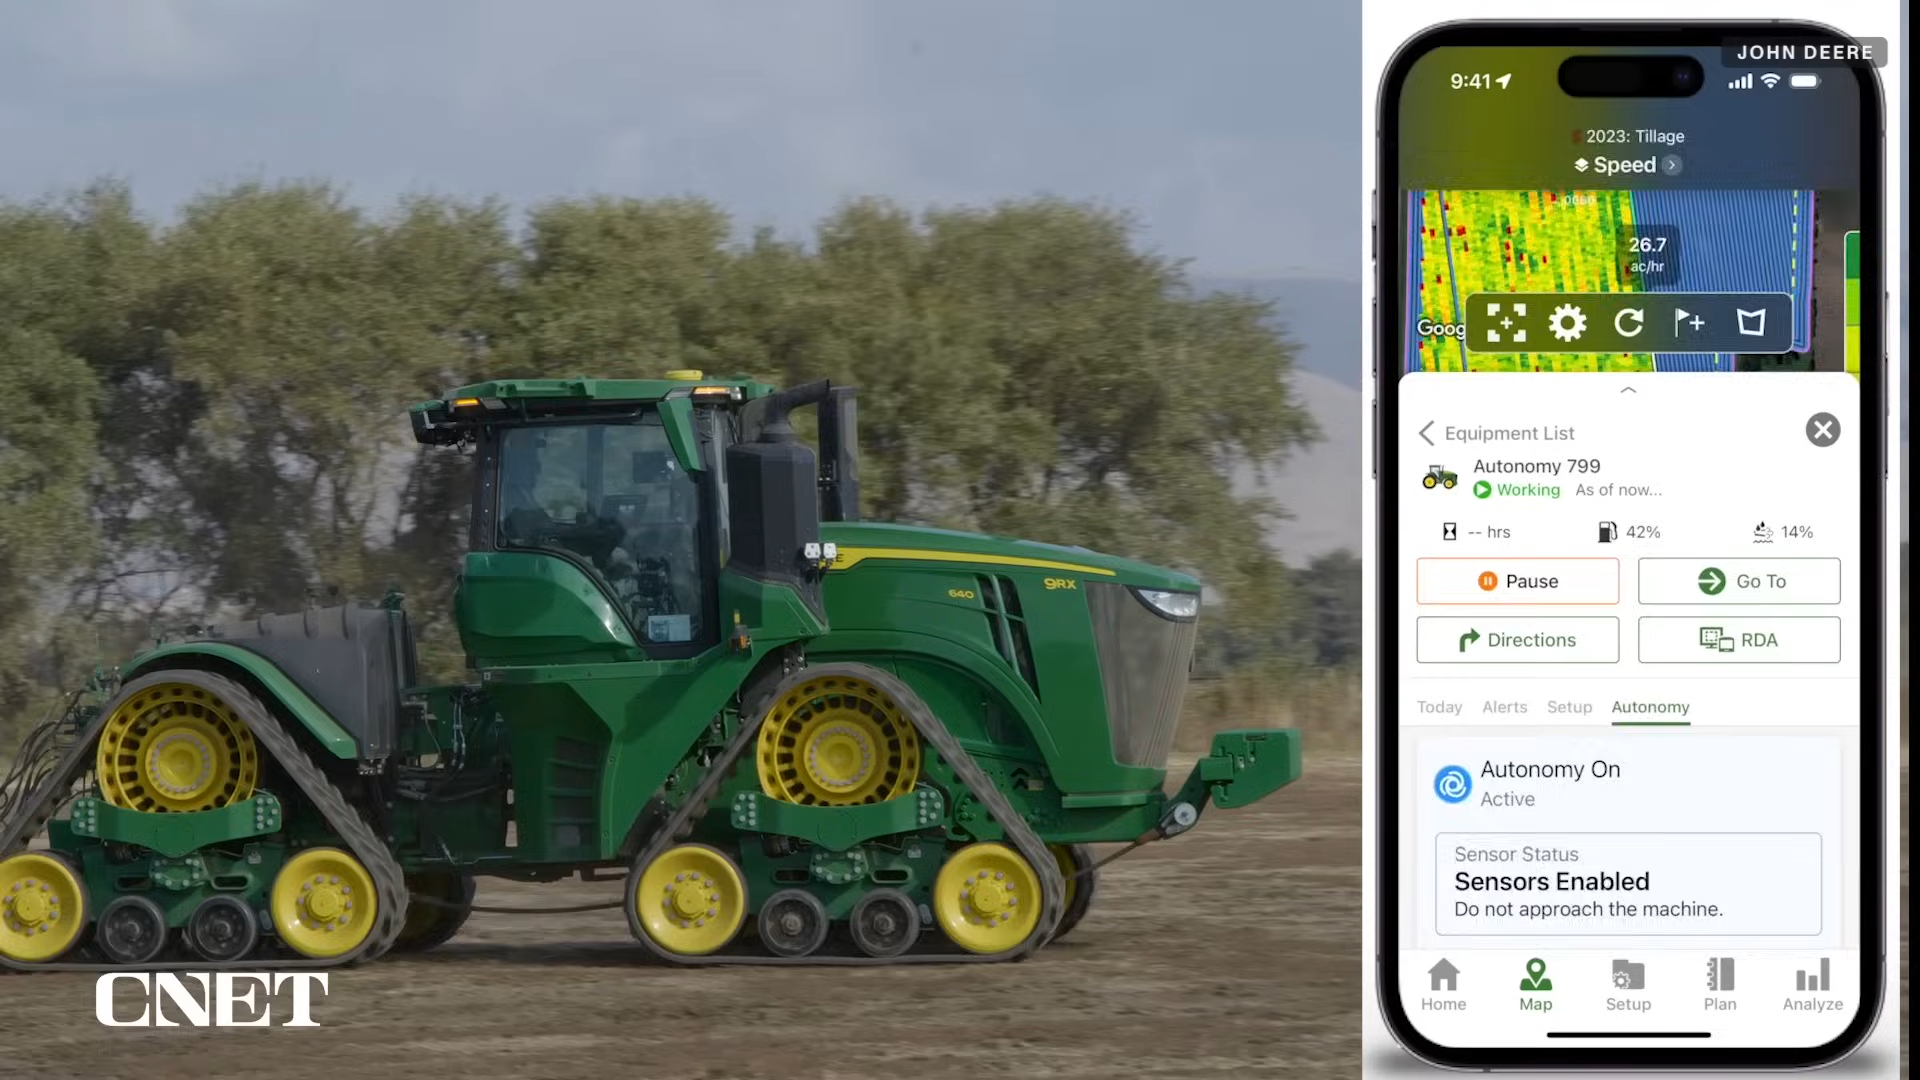 JOHN DEERE
9:41
2023: Tillage
Speed
26.7
ac/hr
Goog
Equipment List
Autonomy 799
Working As of now...
-- hrs 42% 14%
Pause Go To
Directions RDA
Today Alerts Setup Autonomy
Autonomy On
Active
Sensor Status
Sensors Enabled
Do not approach the machine.
Home Map Setup Plan Analyze
640 9RX
CNET